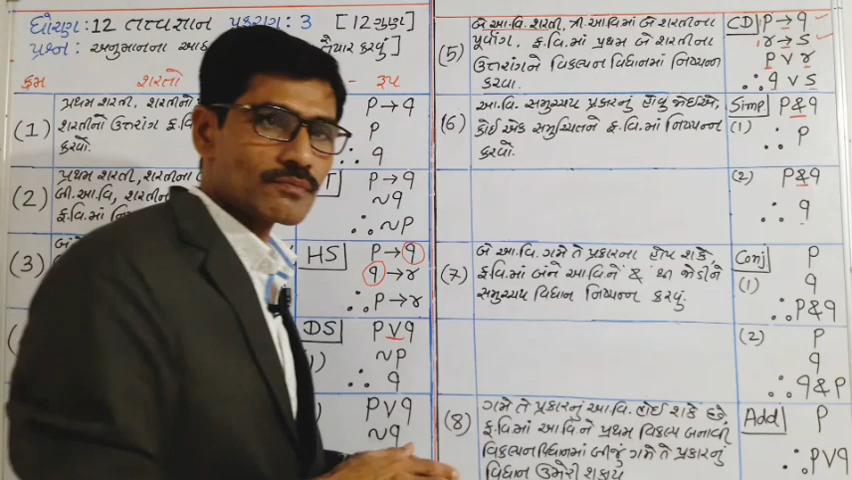 ધોરણ: 12 તત્ત્વજ્ઞાન પ્રકરણ: 3 [12 ગુણ]
પ્રશ્ન: અનુમાનના આઠ તૈયાર કરવું]
ક્રમ શરતો - રૂપ
(1) પ્રથમ શરતી, શરતીના
શરતીનો ઉત્તરાંગ ફ.વિ
કરવો.
P→q
P
∴ q
(2) પ્રથમ શરતી, શરતીના
બી.આ.વિ, શરતીન
ફ.વિ.માં નિ
T P→q
~q
∴ ~P
(3)
HS P→q
q→r
∴ P→r
DS P∨q
~P
∴ q
P∨q
~q
(5) બે આ.વિ. શરતી, ત્રી.આ.વિમાં બે શરતીના
પૂર્વાંગ, ફ.વિ.માં પ્રથમ બે શરતીના
ઉત્તરાંગને વિકલ્પન વિધાનમાં નિષ્પન્ન
કરવા.
CD P→q
r→s
P∨r
∴ q∨s
(6) આ.વિ. સમુચ્ચય પ્રકારનું હોવું જોઈએ,
કોઈ એક સમુચ્ચિતને ફ.વિ.માં નિષ્પન્ન
કરવો.
Simp P&q
(1) ∴ P
(2) P&q
∴ q
(7) બે આ.વિ. ગમે તે પ્રકારના હોય શકે,
ફ.વિ.માં બંને આ.વિ.ને & થી જોડીને
સમુચ્ચય વિધાન નિષ્પન્ન કરવું.
Conj P
(1) q
∴ P&q
(2) P
q
∴ q&P
(8) ગમે તે પ્રકારનું આ.વિ. હોઈ શકે છે,
ફ.વિમાં આ.વિને પ્રથમ વિકલ્પ બનાવી
વિકલ્પન વિધાનમાં બીજું ગમે તે પ્રકારનું
વિધાન ઉમેરી શકાય
Add P
∴ P∨q